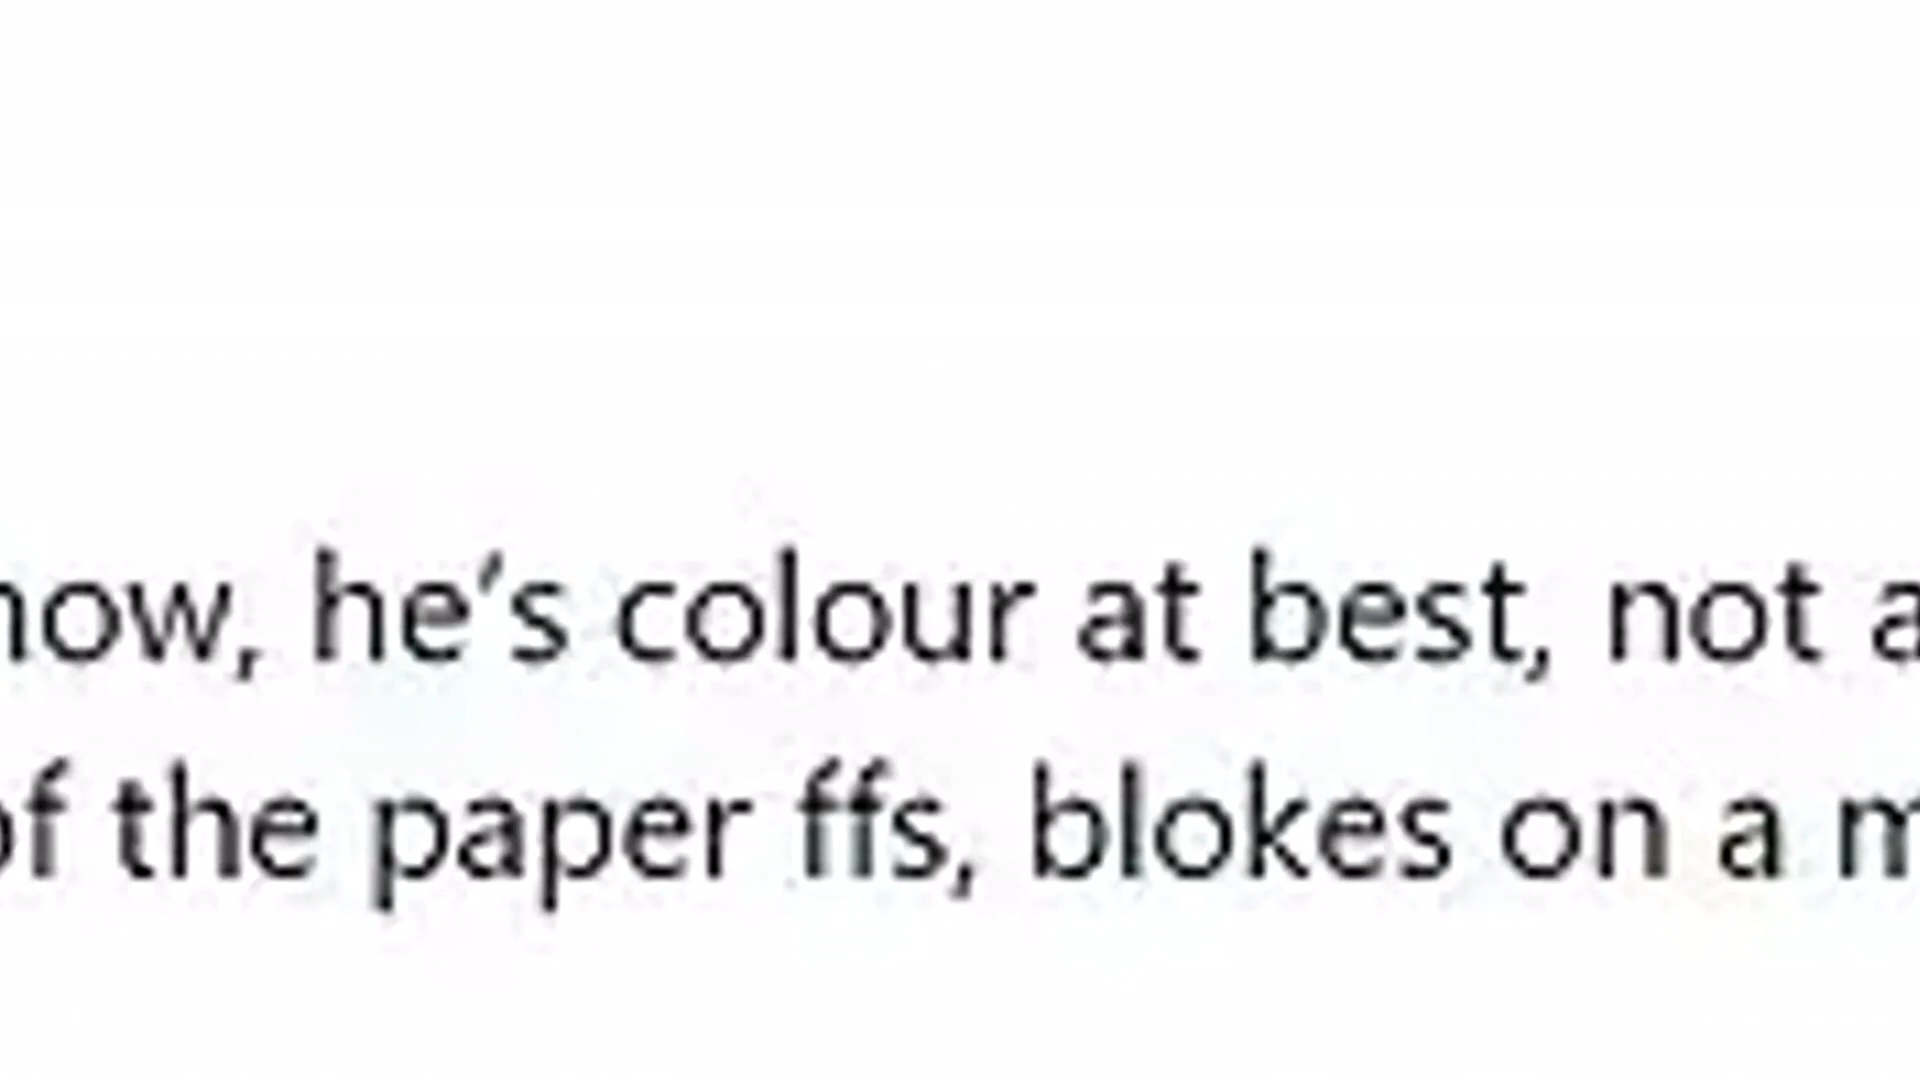 now, he's colour at best, not a
of the paper ffs, blokes on a m